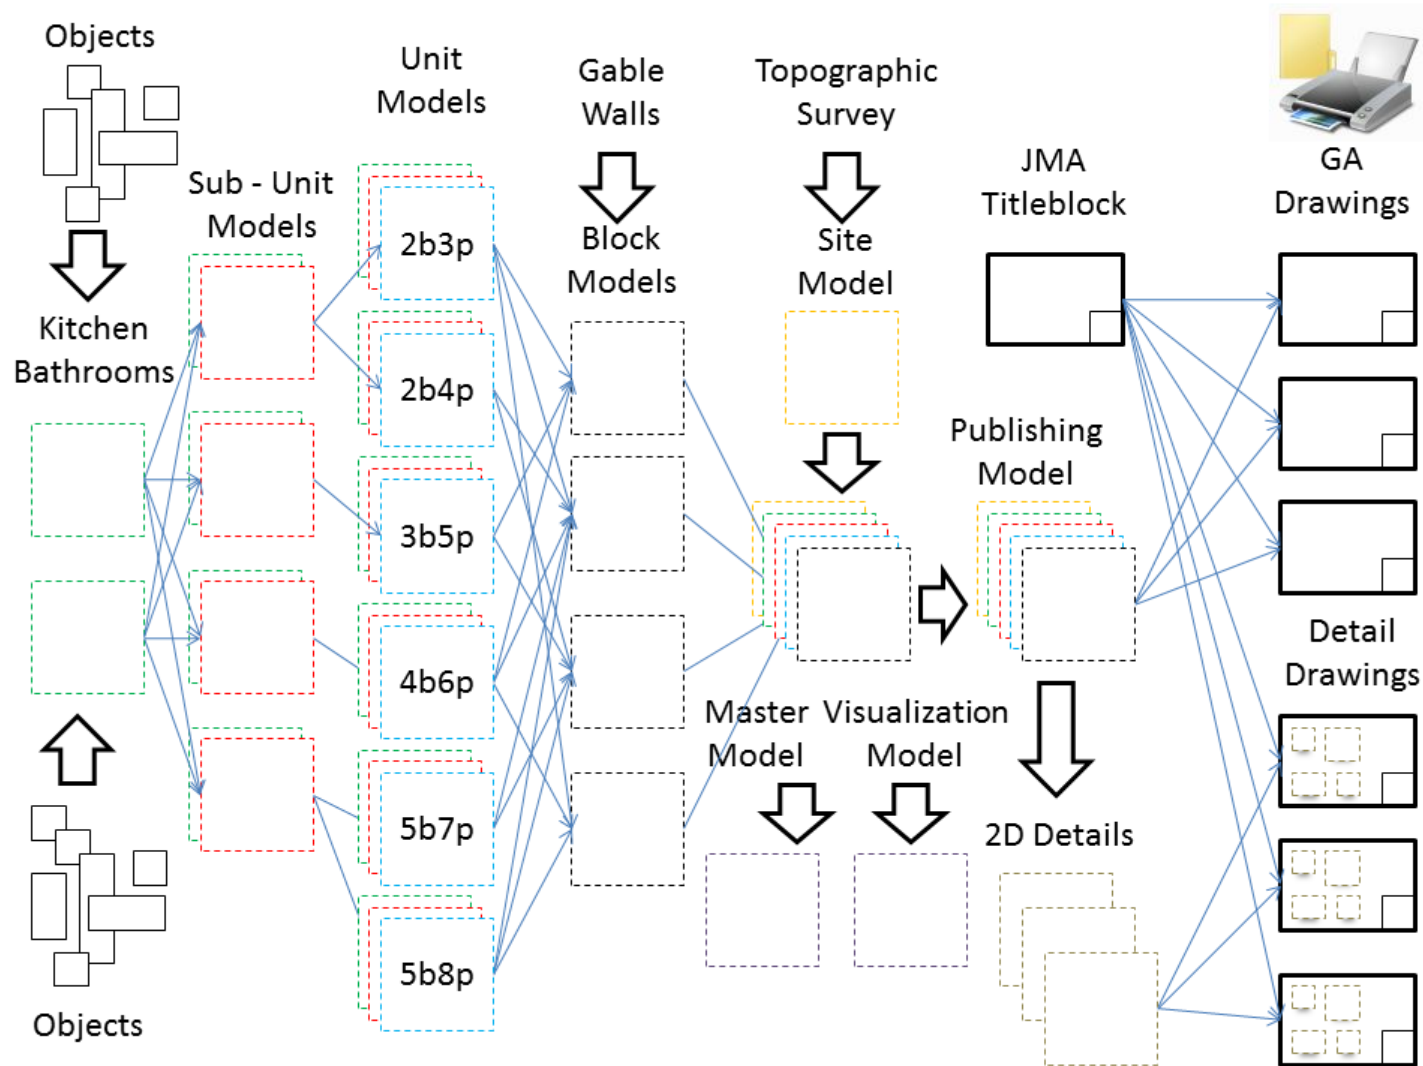 Objects
Kitchen
Bathrooms
Objects
Sub - Unit
Models
Unit
Models
2b3p
2b4p
3b5p
4b6p
5b7p
5b8p
Gable
Walls
Block
Models
Topographic
Survey
Site
Model
Master
Model
Visualization
Model
Publishing
Model
2D Details
JMA
Titleblock
GA
Drawings
Detail
Drawings